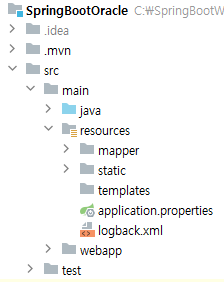 SpringBootOracle C:\SpringBootW
.idea
.mvn
src
main
java
resources
mapper
static
templates
application.properties
logback.xml
webapp
test